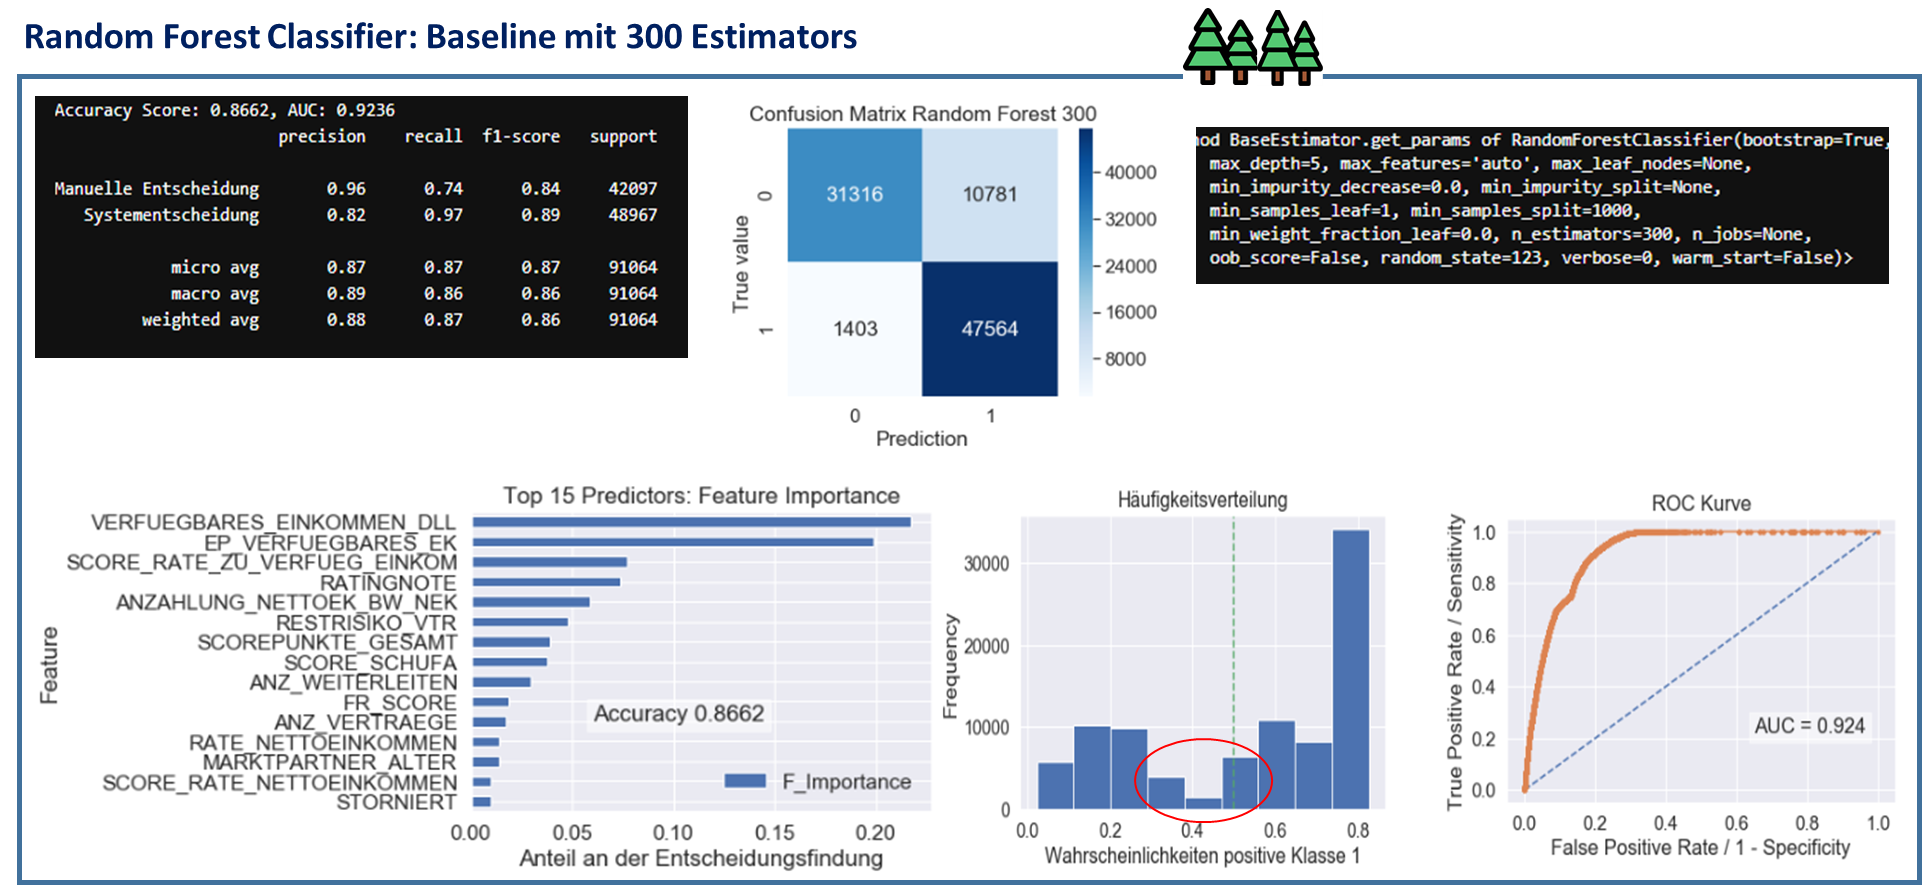 Random Forest Classifier: Baseline mit 300 Estimators
Accuracy Score: 0.8662, AUC: 0.9236
precision recall f1-score support
Manuelle Entscheidung 0.96 0.74 0.84 42097
Systementscheidung 0.82 0.97 0.89 48967
micro avg 0.87 0.87 0.87 91064
macro avg 0.89 0.86 0.86 91064
weighted avg 0.88 0.87 0.86 91064
Confusion Matrix Random Forest 300
True value
0
1
31316 10781
1403 47564
0 1
Prediction
40000
32000
24000
16000
8000
od BaseEstimator.get_params of RandomForestClassifier(bootstrap=True,
max_depth=5, max_features='auto', max_leaf_nodes=None,
min_impurity_decrease=0.0, min_impurity_split=None,
min_samples_leaf=1, min_samples_split=1000,
min_weight_fraction_leaf=0.0, n_estimators=300, n_jobs=None,
oob_score=False, random_state=123, verbose=0, warm_start=False)>
Top 15 Predictors: Feature Importance
Feature
VERFUEGBARES_EINKOMMEN_DLL
EP_VERFUEGBARES_EK
SCORE_RATE_ZU_VERFUEG_EINKOM
RATINGNOTE
ANZAHLUNG_NETTOEK_BW_NEK
RESTRISIKO_VTR
SCOREPUNKTE_GESAMT
SCORE_SCHUFA
ANZ_WEITERLEITEN
FR_SCORE
ANZ_VERTRAEGE
RATE_NETTOEINKOMMEN
MARKTPARTNER_ALTER
SCORE_RATE_NETTOEINKOMMEN
STORNIERT
Accuracy 0.8662
F_Importance
0.00 0.05 0.10 0.15 0.20
Anteil an der Entscheidungsfindung
Häufigkeitsverteilung
Frequency
30000
20000
10000
0
0.0 0.2 0.4 0.6 0.8
Wahrscheinlichkeiten positive Klasse 1
ROC Kurve
True Positive Rate / Sensitivity
1.0
0.8
0.6
0.4
0.2
0.0
AUC = 0.924
0.0 0.2 0.4 0.6 0.8 1.0
False Positive Rate / 1 - Specificity